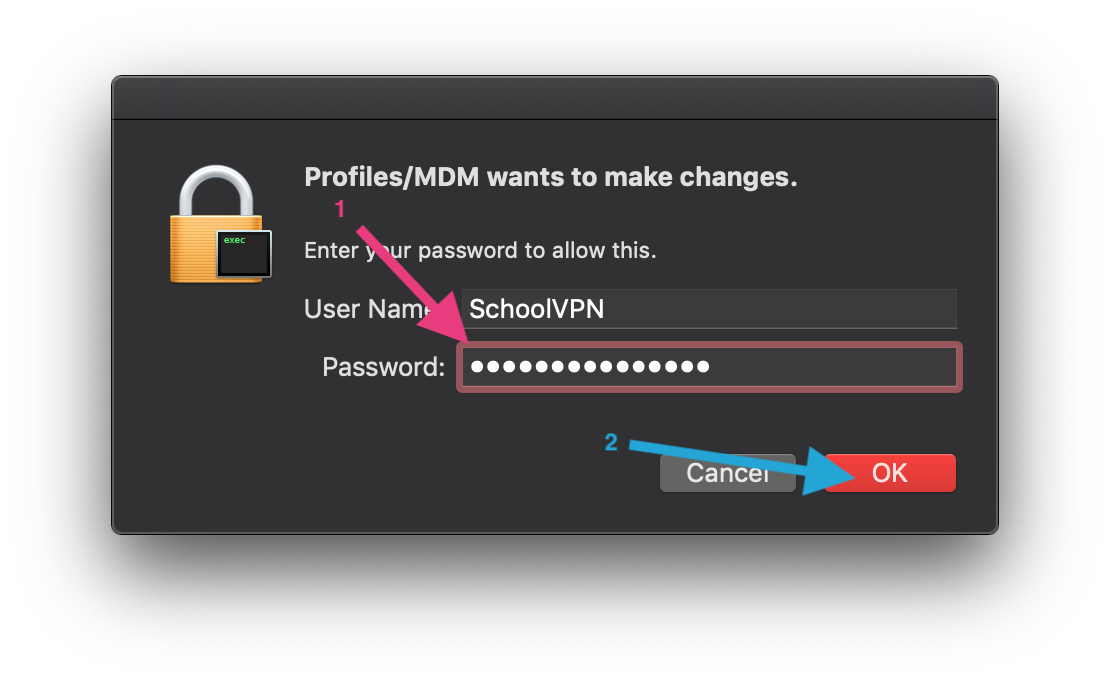 Profiles/MDM wants to make changes.
1
exec
Enter your password to allow this.
User Name
SchoolVPN
Password:
2
Cancel
OK